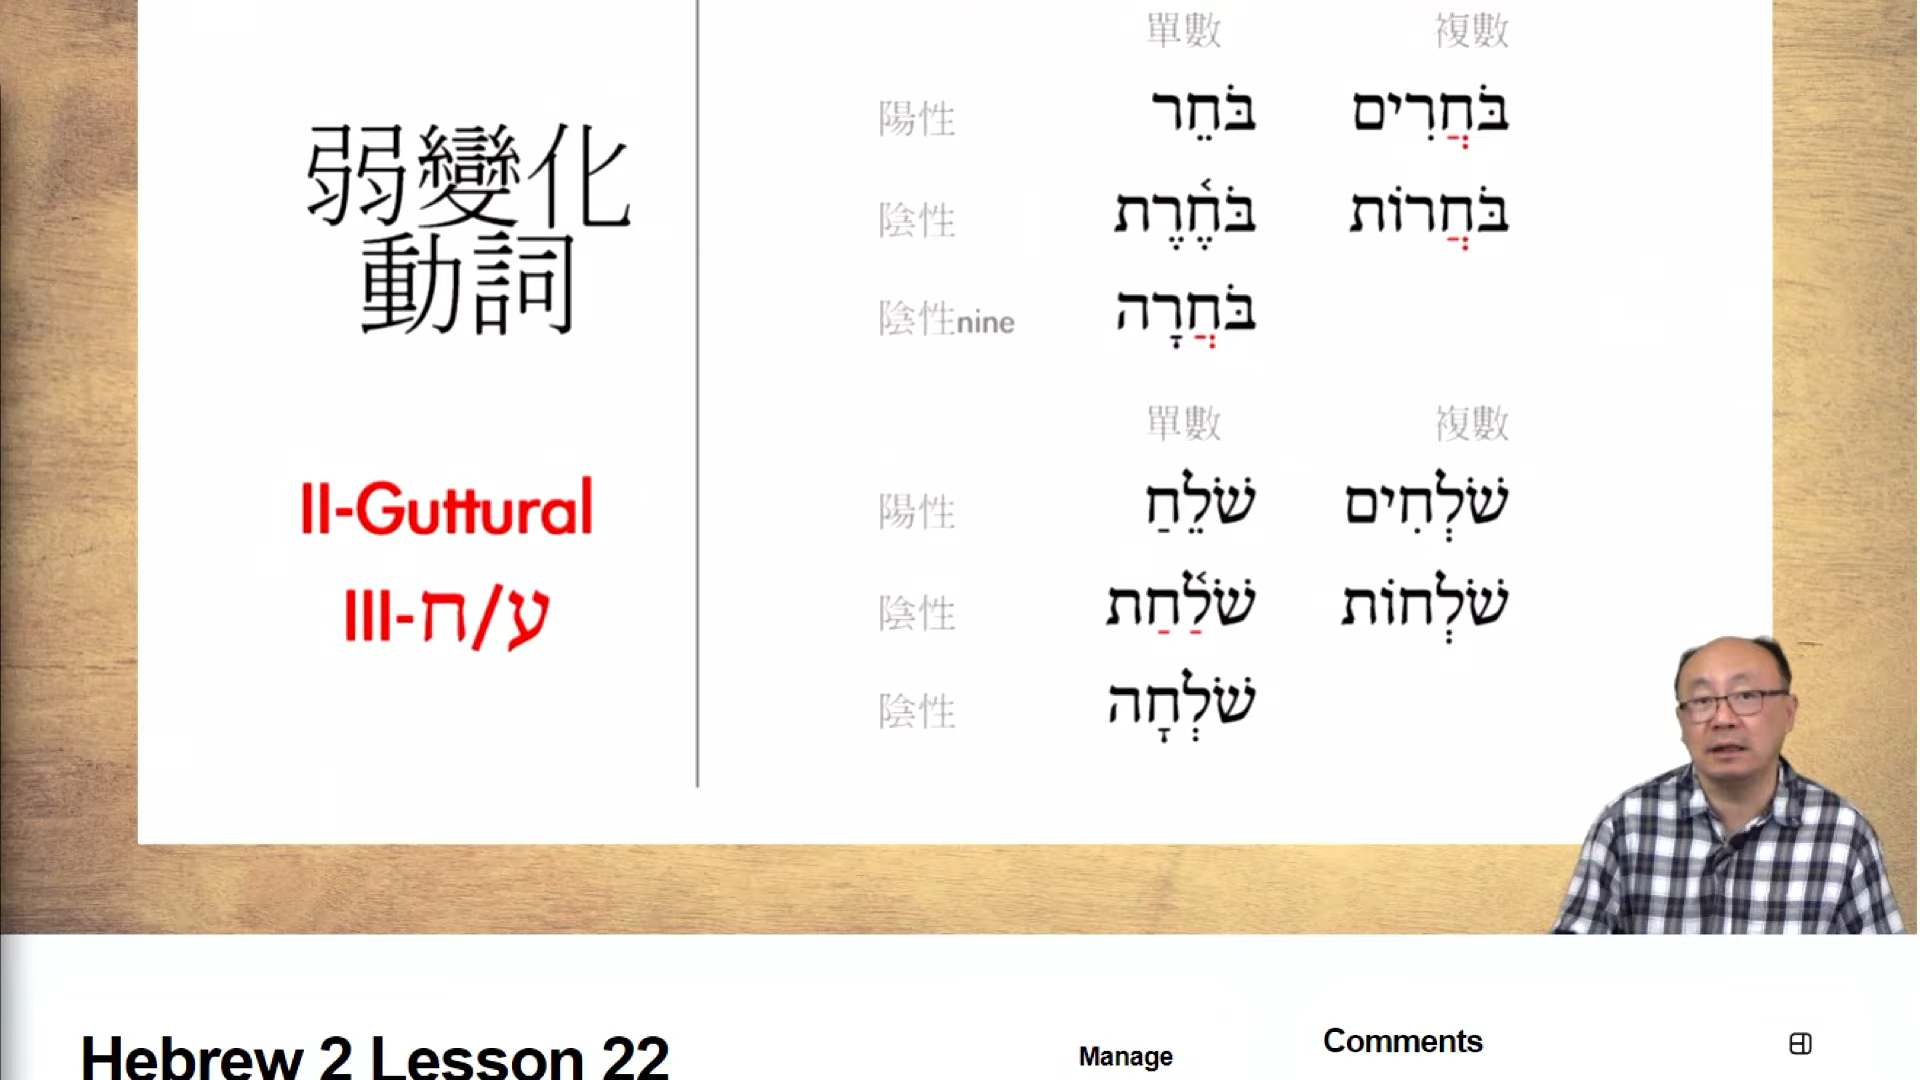 弱變化
動詞
II-Guttural
III-ח/ע
單數 複數
陽性 בֹּחֵר בֹּחֲרִים
陰性 בֹּחֶ֫רֶת בֹּחֲרוֹת
陰性nine בֹּחֲרָה
單數 複數
陽性 שֹׁלֵחַ שֹׁלְחִים
陰性 שֹׁלַ֫חַת שֹׁלְחוֹת
陰性 שֹׁלְחָה
Hebrew 2 Lesson 22
Manage
Comments